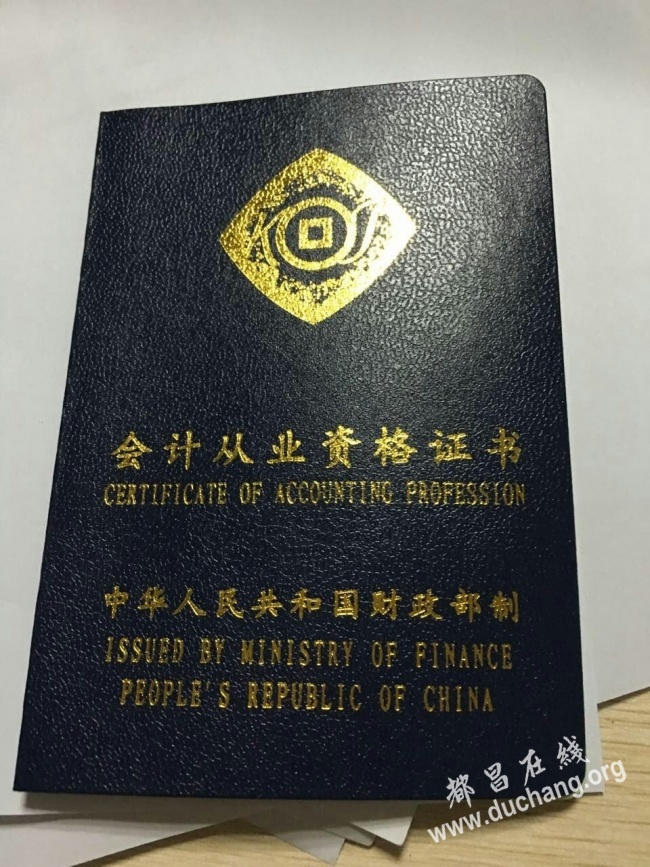 会计从业资格证书
CERTIFICATE OF ACCOUNTING PROFESSION
中华人民共和国财政部制
ISSUED BY MINISTRY OF FINANCE
PEOPLE'S REPUBLIC OF CHINA
都昌在线
www.duchang.org